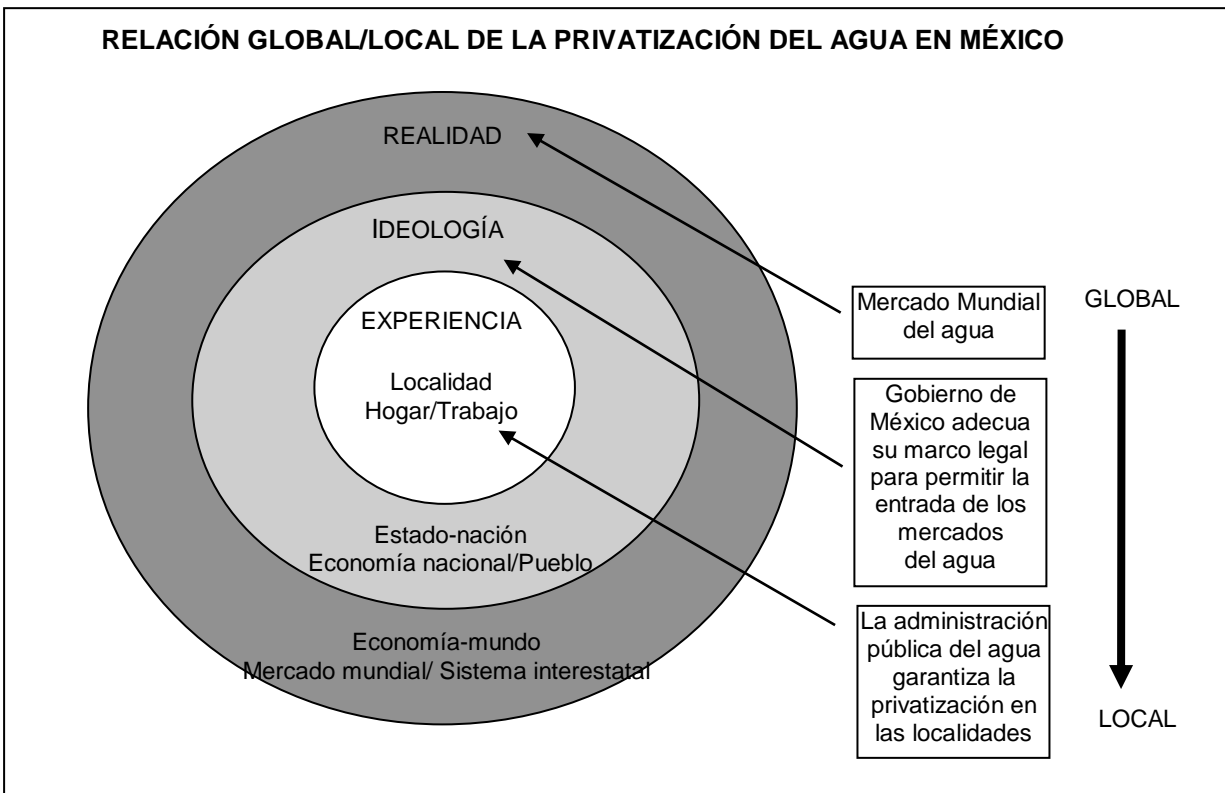 RELACIÓN GLOBAL/LOCAL DE LA PRIVATIZACIÓN DEL AGUA EN MÉXICO
REALIDAD
IDEOLOGÍA
EXPERIENCIA
Localidad
Hogar/Trabajo
Estado-nación
Economía nacional/Pueblo
Economía-mundo
Mercado mundial/ Sistema interestatal
Mercado Mundial
del agua
Gobierno de
México adecua
su marco legal
para permitir la
entrada de los
mercados
del agua
La administración
pública del agua
garantiza la
privatización en
las localidades
GLOBAL
LOCAL